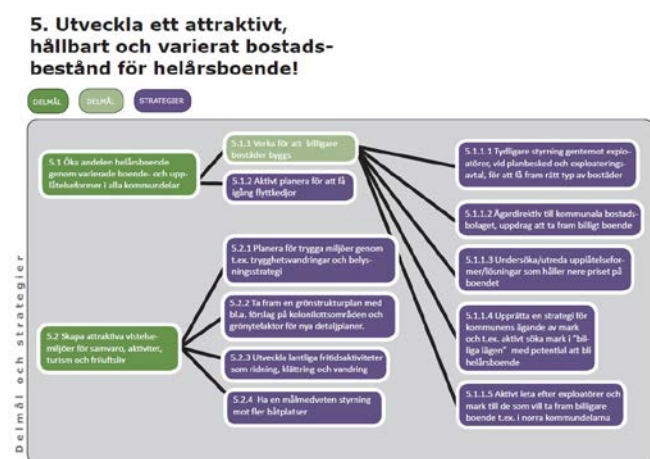 5. Utveckla ett attraktivt,
hållbart och varierat bostads-
bestånd för helårsboende!
DELMÅL
DELMÅL
STRATEGIER
Delmål och strategier
5.1 Öka andelen helårsboende
genom varierade boende- och upp-
låtelseformer i alla kommundelar
5.1.1 Verka för att billigare
bostäder byggs
5.1.2 Aktivt planera för att få
igång flyttkedjor
5.1.1.1 Tydligare styrning gentemot explo-
atörer, vid planbesked och exploaterings-
avtal, för att få fram rätt typ av bostäder
5.1.1.2 Ägardirektiv till kommunala bostads-
bolaget, uppdrag att ta fram billigt boende
5.1.1.3 Undersöka/utreda upplåtelsefor-
mer/lösningar som håller nere priset på
boendet
5.1.1.4 Upprätta en strategi för
kommunens ägande av mark
och t.ex. aktivt söka mark i "bil-
liga lägen" med potential att bli
helårsboende
5.1.1.5 Aktivt leta efter exploatörer och
mark till de som vill ta fram billigare
boende t.ex. i norra kommundelarna
5.2 Skapa attraktiva vistelse-
miljöer för samvaro, aktivitet,
turism och friluftsliv
5.2.1 Planera för trygga miljöer genom
t.ex. trygghetsvandringar och belys-
ningsstrategi
5.2.2 Ta fram en grönstrukturplan med
bl.a. förslag på kolonilottsområden och
grönytefaktor för nya detaljplaner.
5.2.3 Utveckla lantliga fritidsaktiviteter
som ridning, klättring och vandring
5.2.4 Ha en målmedveten styrning
mot fler båtplatser